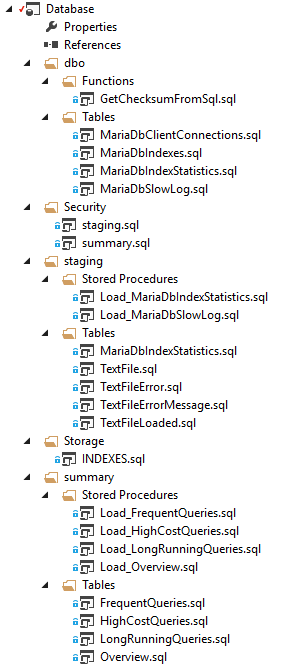 Database
Properties
References
dbo
Functions
GetChecksumFromSql.sql
Tables
MariaDbClientConnections.sql
MariaDbIndexes.sql
MariaDbIndexStatistics.sql
MariaDbSlowLog.sql
Security
staging.sql
summary.sql
staging
Stored Procedures
Load_MariaDbIndexStatistics.sql
Load_MariaDbSlowLog.sql
Tables
MariaDbIndexStatistics.sql
TextFile.sql
TextFileError.sql
TextFileErrorMessage.sql
TextFileLoaded.sql
Storage
INDEXES.sql
summary
Stored Procedures
Load_FrequentQueries.sql
Load_HighCostQueries.sql
Load_LongRunningQueries.sql
Load_Overview.sql
Tables
FrequentQueries.sql
HighCostQueries.sql
LongRunningQueries.sql
Overview.sql